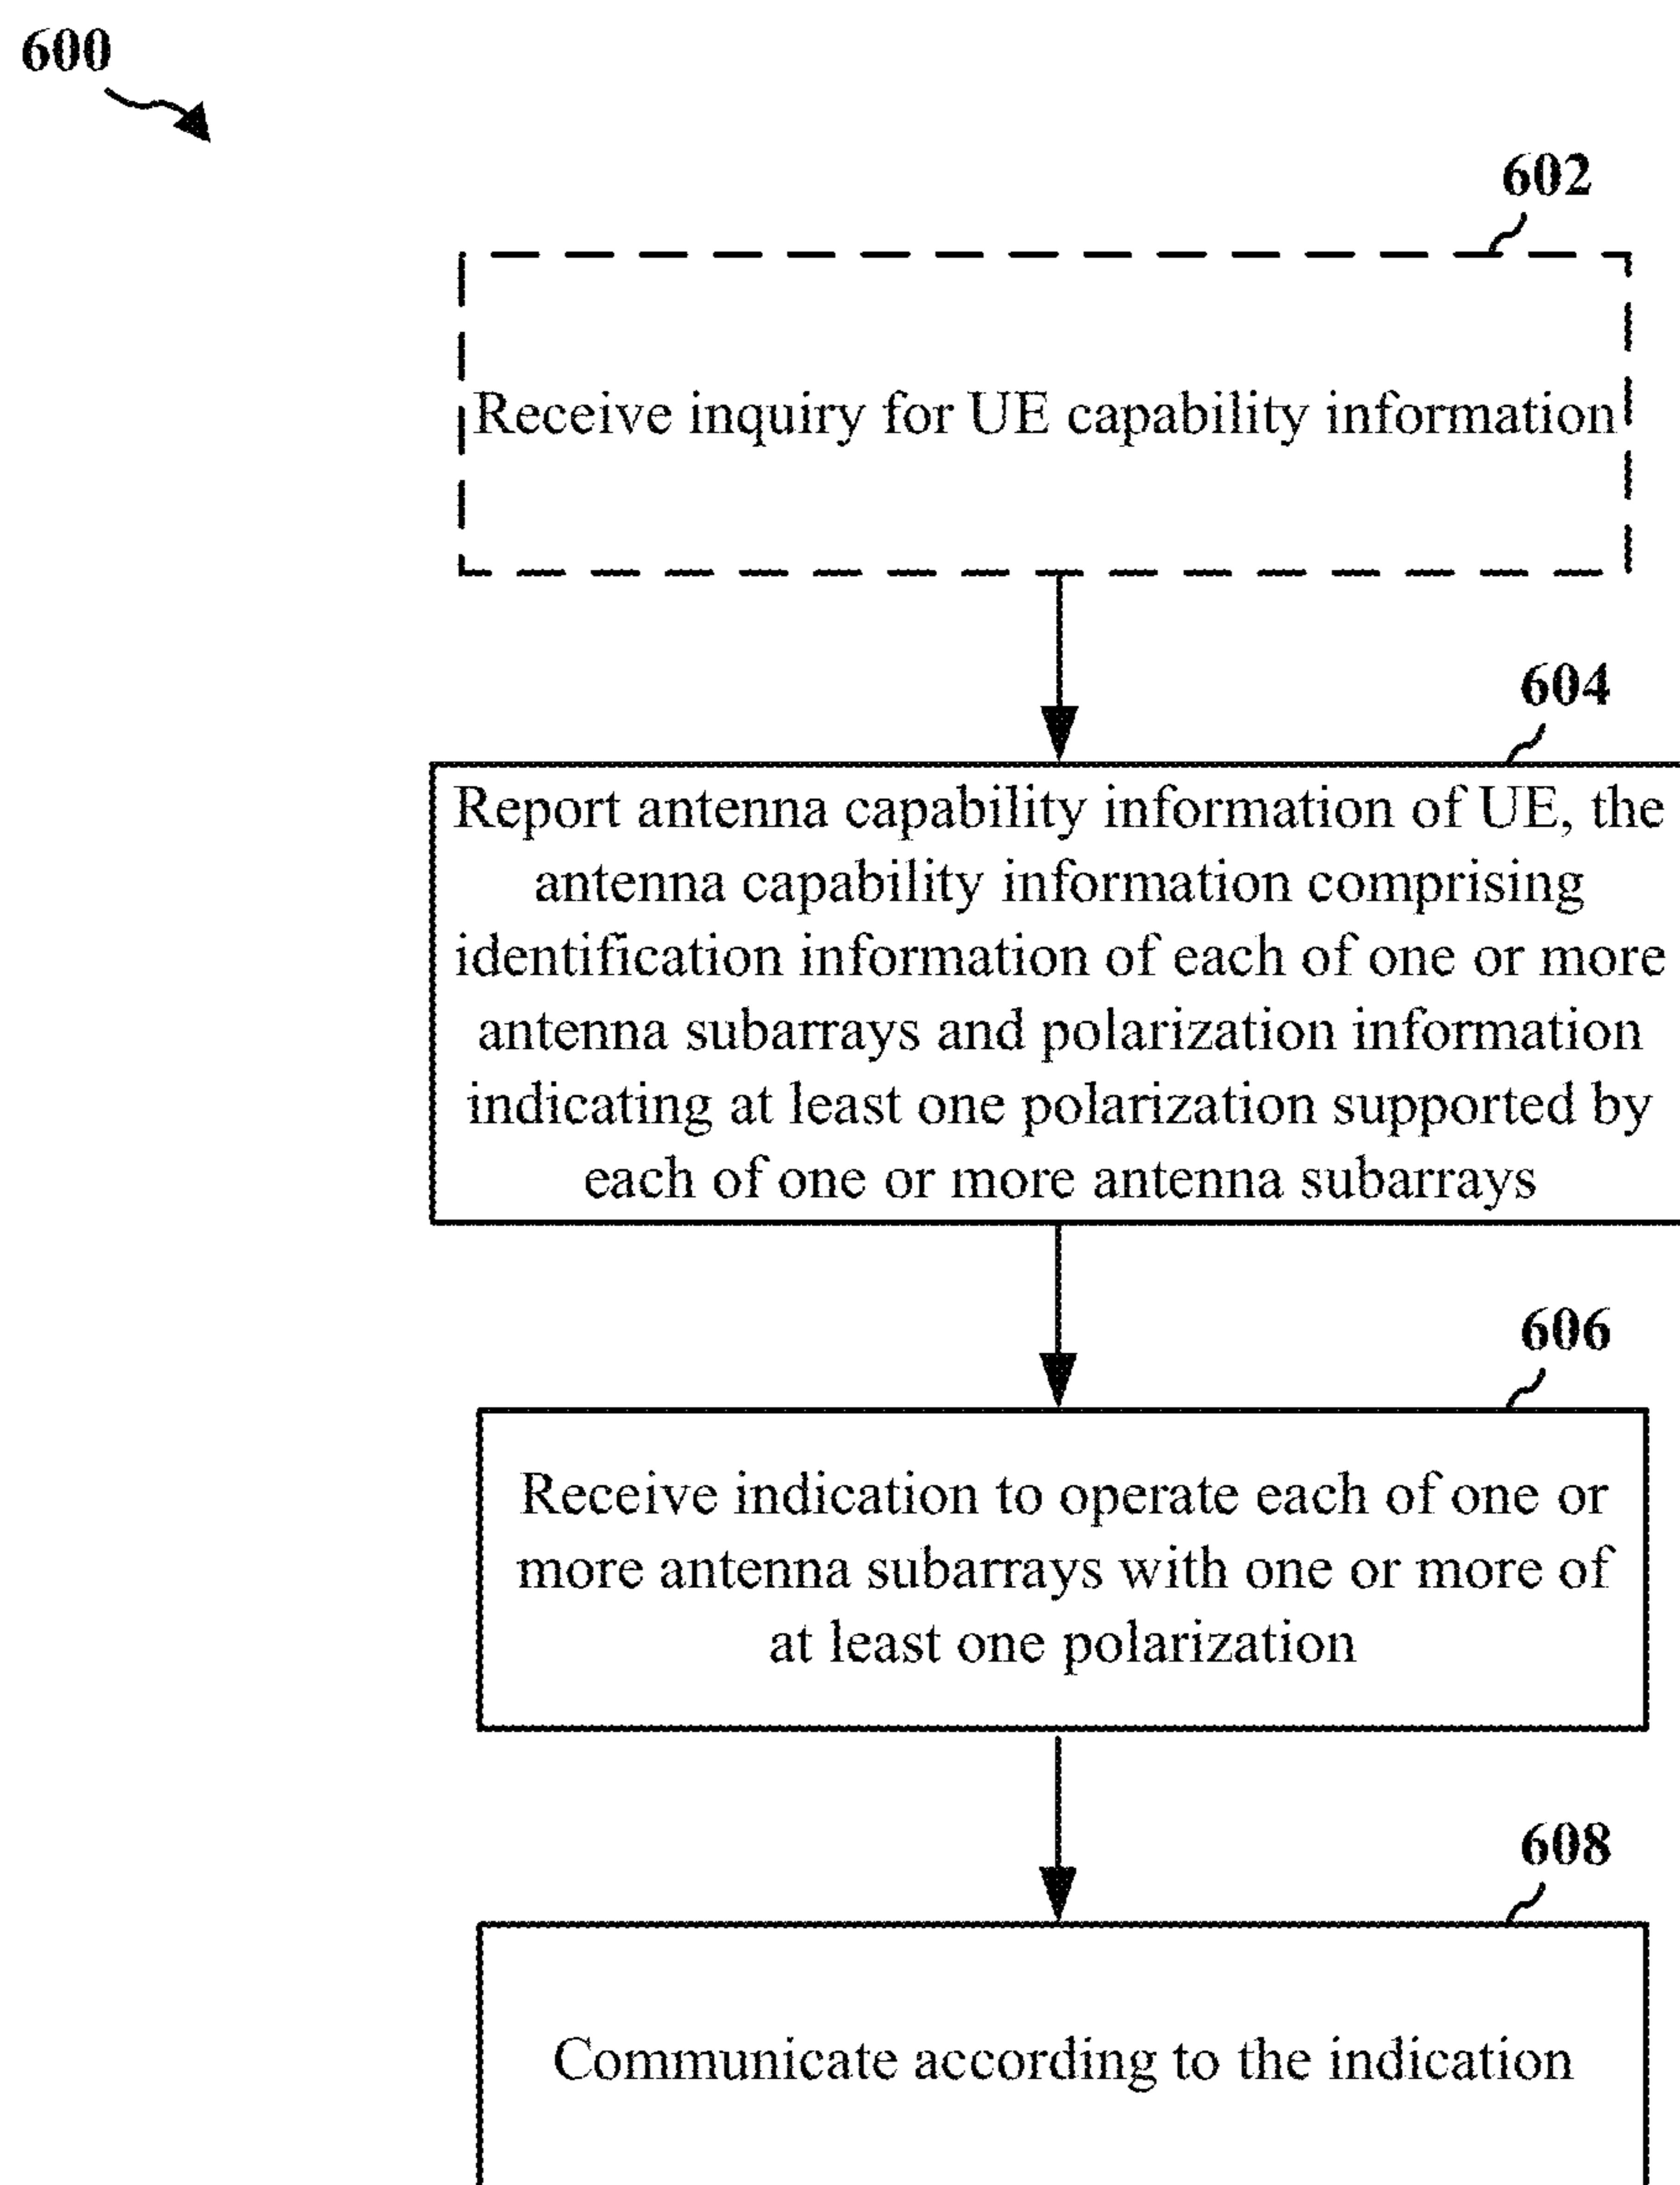 600
602
Receive inquiry for UE capability information
604
Report antenna capability information of UE, the
antenna capability information comprising
identification information of each of one or more
antenna subarrays and polarization information
indicating at least one polarization supported by
each of one or more antenna subarrays
606
Receive indication to operate each of one or
more antenna subarrays with one or more of
at least one polarization
608
Communicate according to the indication